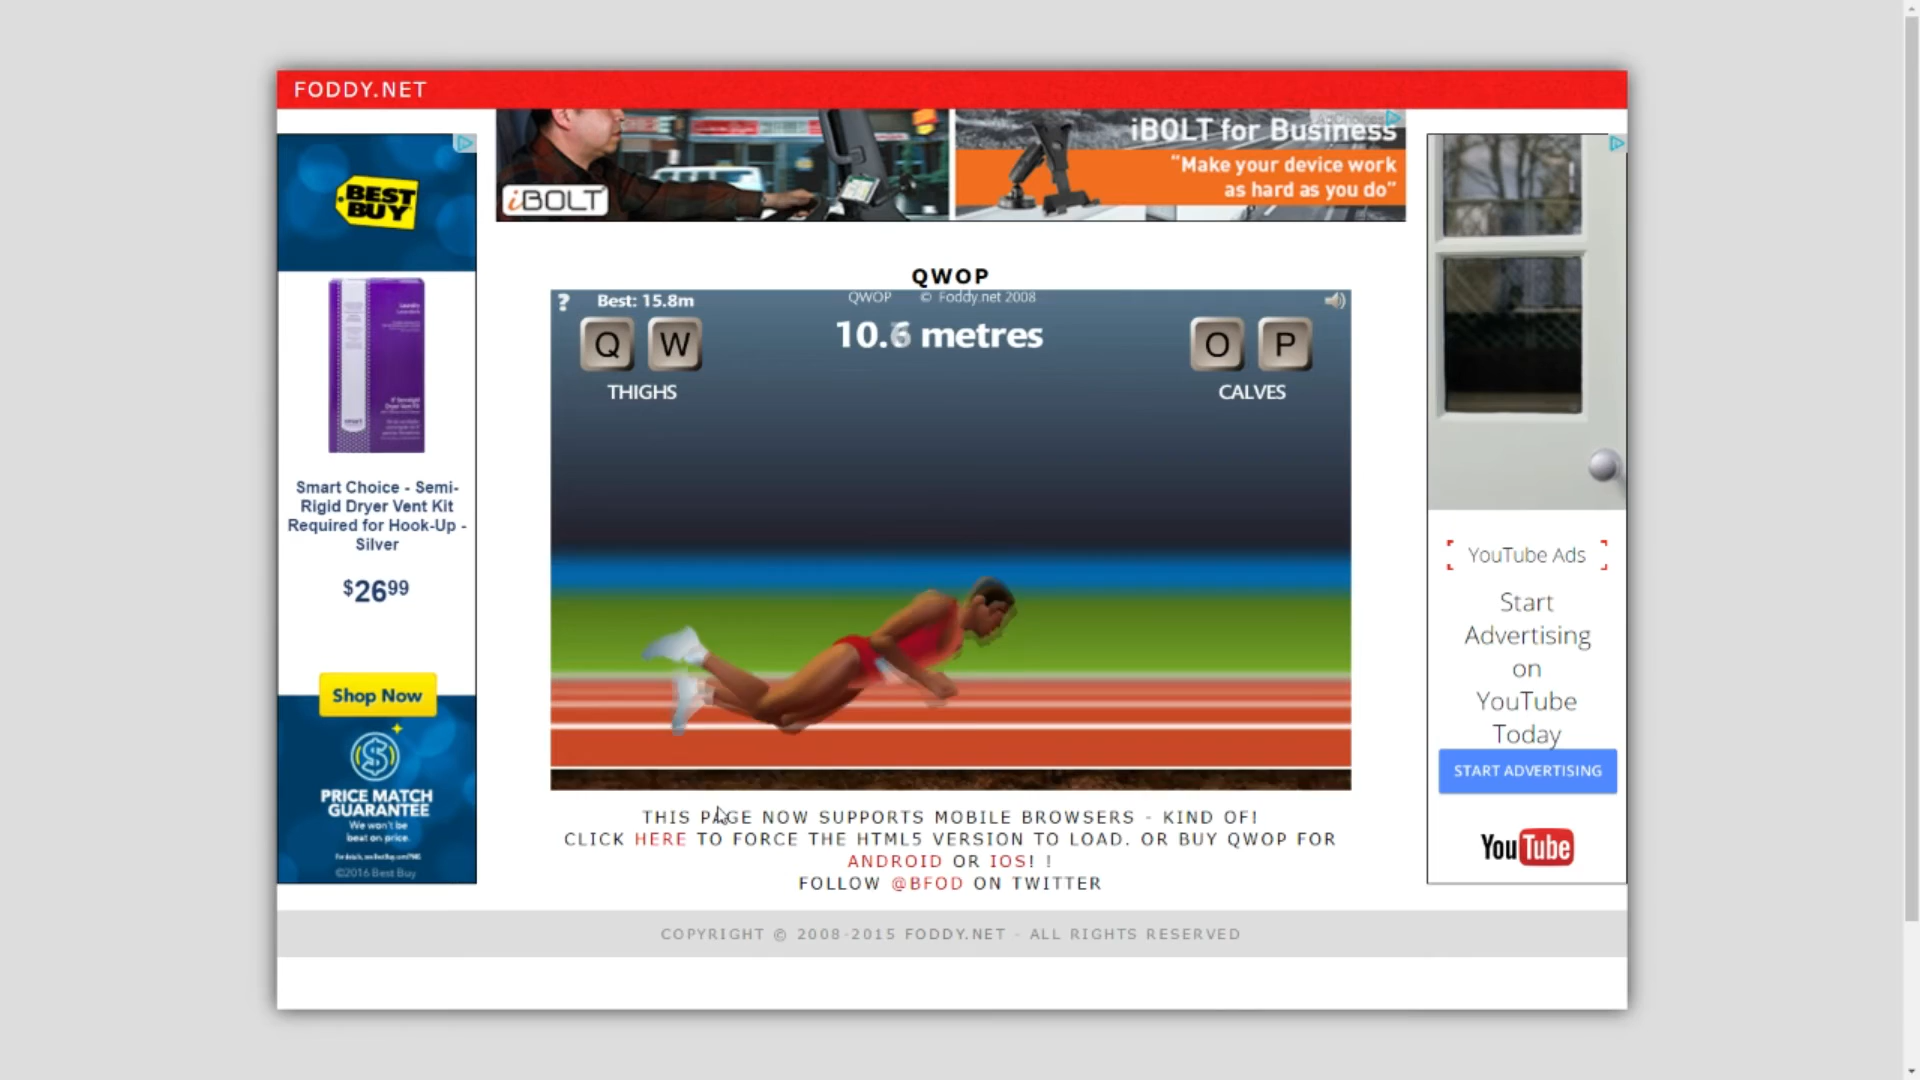 FODDY.NET
BEST
BUY
Smart Choice - Semi-
Rigid Dryer Vent Kit
Required for Hook-Up -
Silver
$26⁹⁹
Shop Now
PRICE MATCH
GUARANTEE
We won't be
beat on price.
©2016 Best Buy
iBOLT
iBOLT for Business
“Make your device work
as hard as you do”
QWOP
? Best: 15.8m QWOP © Foddy.net 2008
10.6 metres
Q W O P
THIGHS CALVES
THIS PAGE NOW SUPPORTS MOBILE BROWSERS - KIND OF!
CLICK HERE TO FORCE THE HTML5 VERSION TO LOAD. OR BUY QWOP FOR
ANDROID OR IOS! !
FOLLOW @BFOD ON TWITTER
YouTube Ads
Start
Advertising
on
YouTube
Today
START ADVERTISING
YouTube
COPYRIGHT © 2008-2015 FODDY.NET - ALL RIGHTS RESERVED